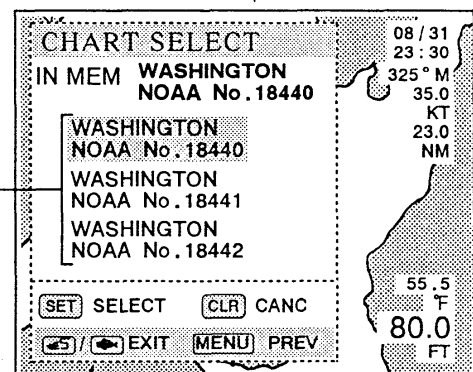 CHART SELECT
IN MEM WASHINGTON
NOAA No.18440
WASHINGTON
NOAA No.18440
WASHINGTON
NOAA No.18441
WASHINGTON
NOAA No.18442
SET SELECT CLR CANC
/ EXIT MENU PREV
08/31
23:30
325°M
35.0
KT
23.0
NM
55.5
°F
80.0
FT